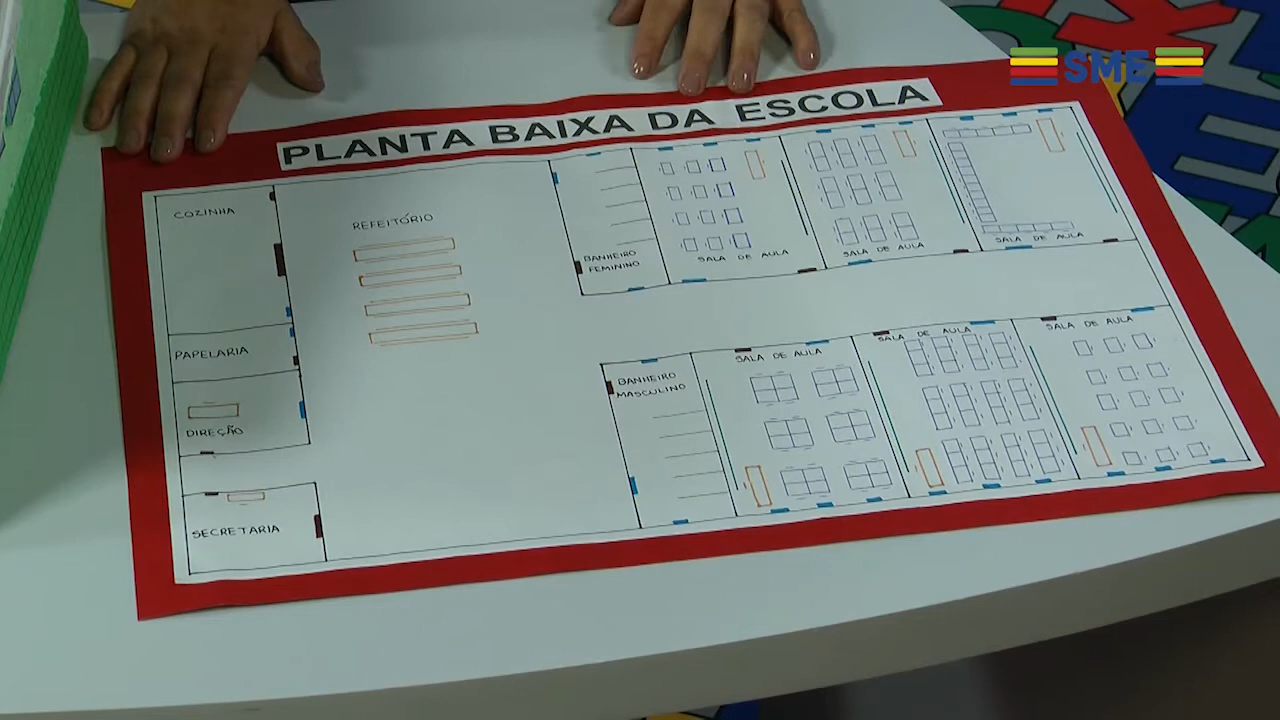 SME
PLANTA BAIXA DA ESCOLA
COZINHA
REFEITÓRIO
BANHEIRO
FEMININO
SALA DE AULA
SALA DE AULA
SALA DE AULA
PAPELARIA
DIREÇÃO
SECRETARIA
BANHEIRO
MASCULINO
SALA DE AULA
SALA DE AULA
SALA DE AULA